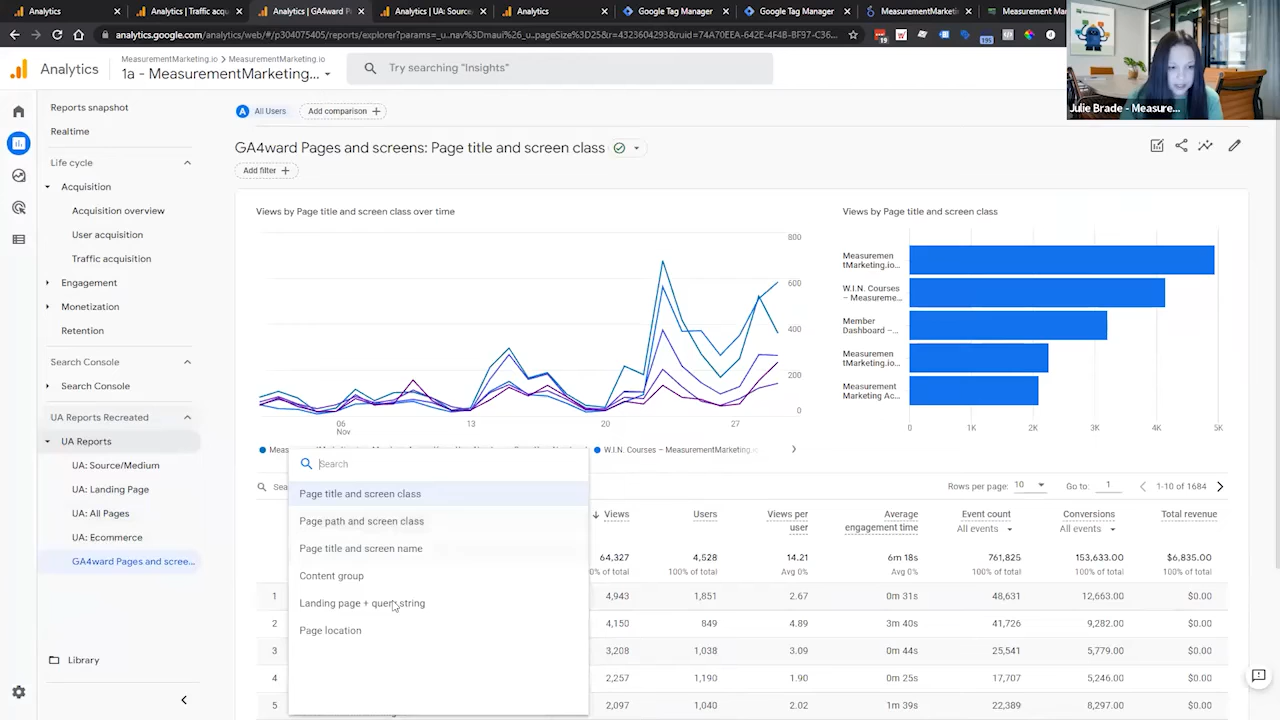 Analytics
Analytics | Traffic acqu
Analytics | GA4ward P
Analytics | UA: Sour
Analytics
Google Tag Manager
Google Tag Manager
MeasurementMarketin
Measurement Mar
analytics.google.com/analytics/web/#/p304075405/reports/explorer?params=_u..nav%3Dmaui%26_u.pageSize%3D25&r=4323604293&ruid=74A70EEA-642E-4F4B-8F97-C36...
19
195
Analytics
MeasurementMarketing.io > MeasurementMarketing.io
1a - MeasurementMarketing...
Try searching "Insights"
Julie Brade - Measure...
Reports snapshot
Realtime
Life cycle
Acquisition
Acquisition overview
User acquisition
Traffic acquisition
Engagement
Monetization
Retention
Search Console
Search Console
UA Reports Recreated
UA Reports
UA: Source/Medium
UA: Landing Page
UA: All Pages
UA: Ecommerce
GA4ward Pages and scree...
Library
A All Users
Add comparison +
GA4ward Pages and screens: Page title and screen class
Add filter +
Views by Page title and screen class over time
800
600
400
200
0
06
Nov
13
20
27
W.I.N. Courses – MeasurementMarketing.
Views by Page title and screen class
Measuremen
tMarketing.io...
W.I.N. Courses
– Measureme...
Member
Dashboard –...
Measuremen
tMarketing.io...
Measurement
Marketing Ac...
0 1K 2K 3K 4K 5K
Search
Page title and screen class
Page path and screen class
Page title and screen name
Content group
Landing page + query string
Page location
Rows per page: 10 Go to: 1 1-10 of 1684
Views Users Views per user Average engagement time Event count Conversions Total revenue
All events All events
64,327 4,528 14.21 6m 18s 761,825 153,633.00 $6,835.00
0% of total 100% of total Avg 0% Avg 0% 100% of total 100% of total 100% of total
1 4,943 1,851 2.67 0m 31s 48,631 12,663.00 $0.00
2 4,150 849 4.89 3m 40s 41,726 9,282.00 $0.00
3 3,208 1,038 3.09 0m 44s 25,541 5,779.00 $0.00
4 2,257 1,190 1.90 0m 25s 17,707 5,246.00 $0.00
5 2,097 1,040 2.02 1m 39s 22,389 8,297.00 $0.00